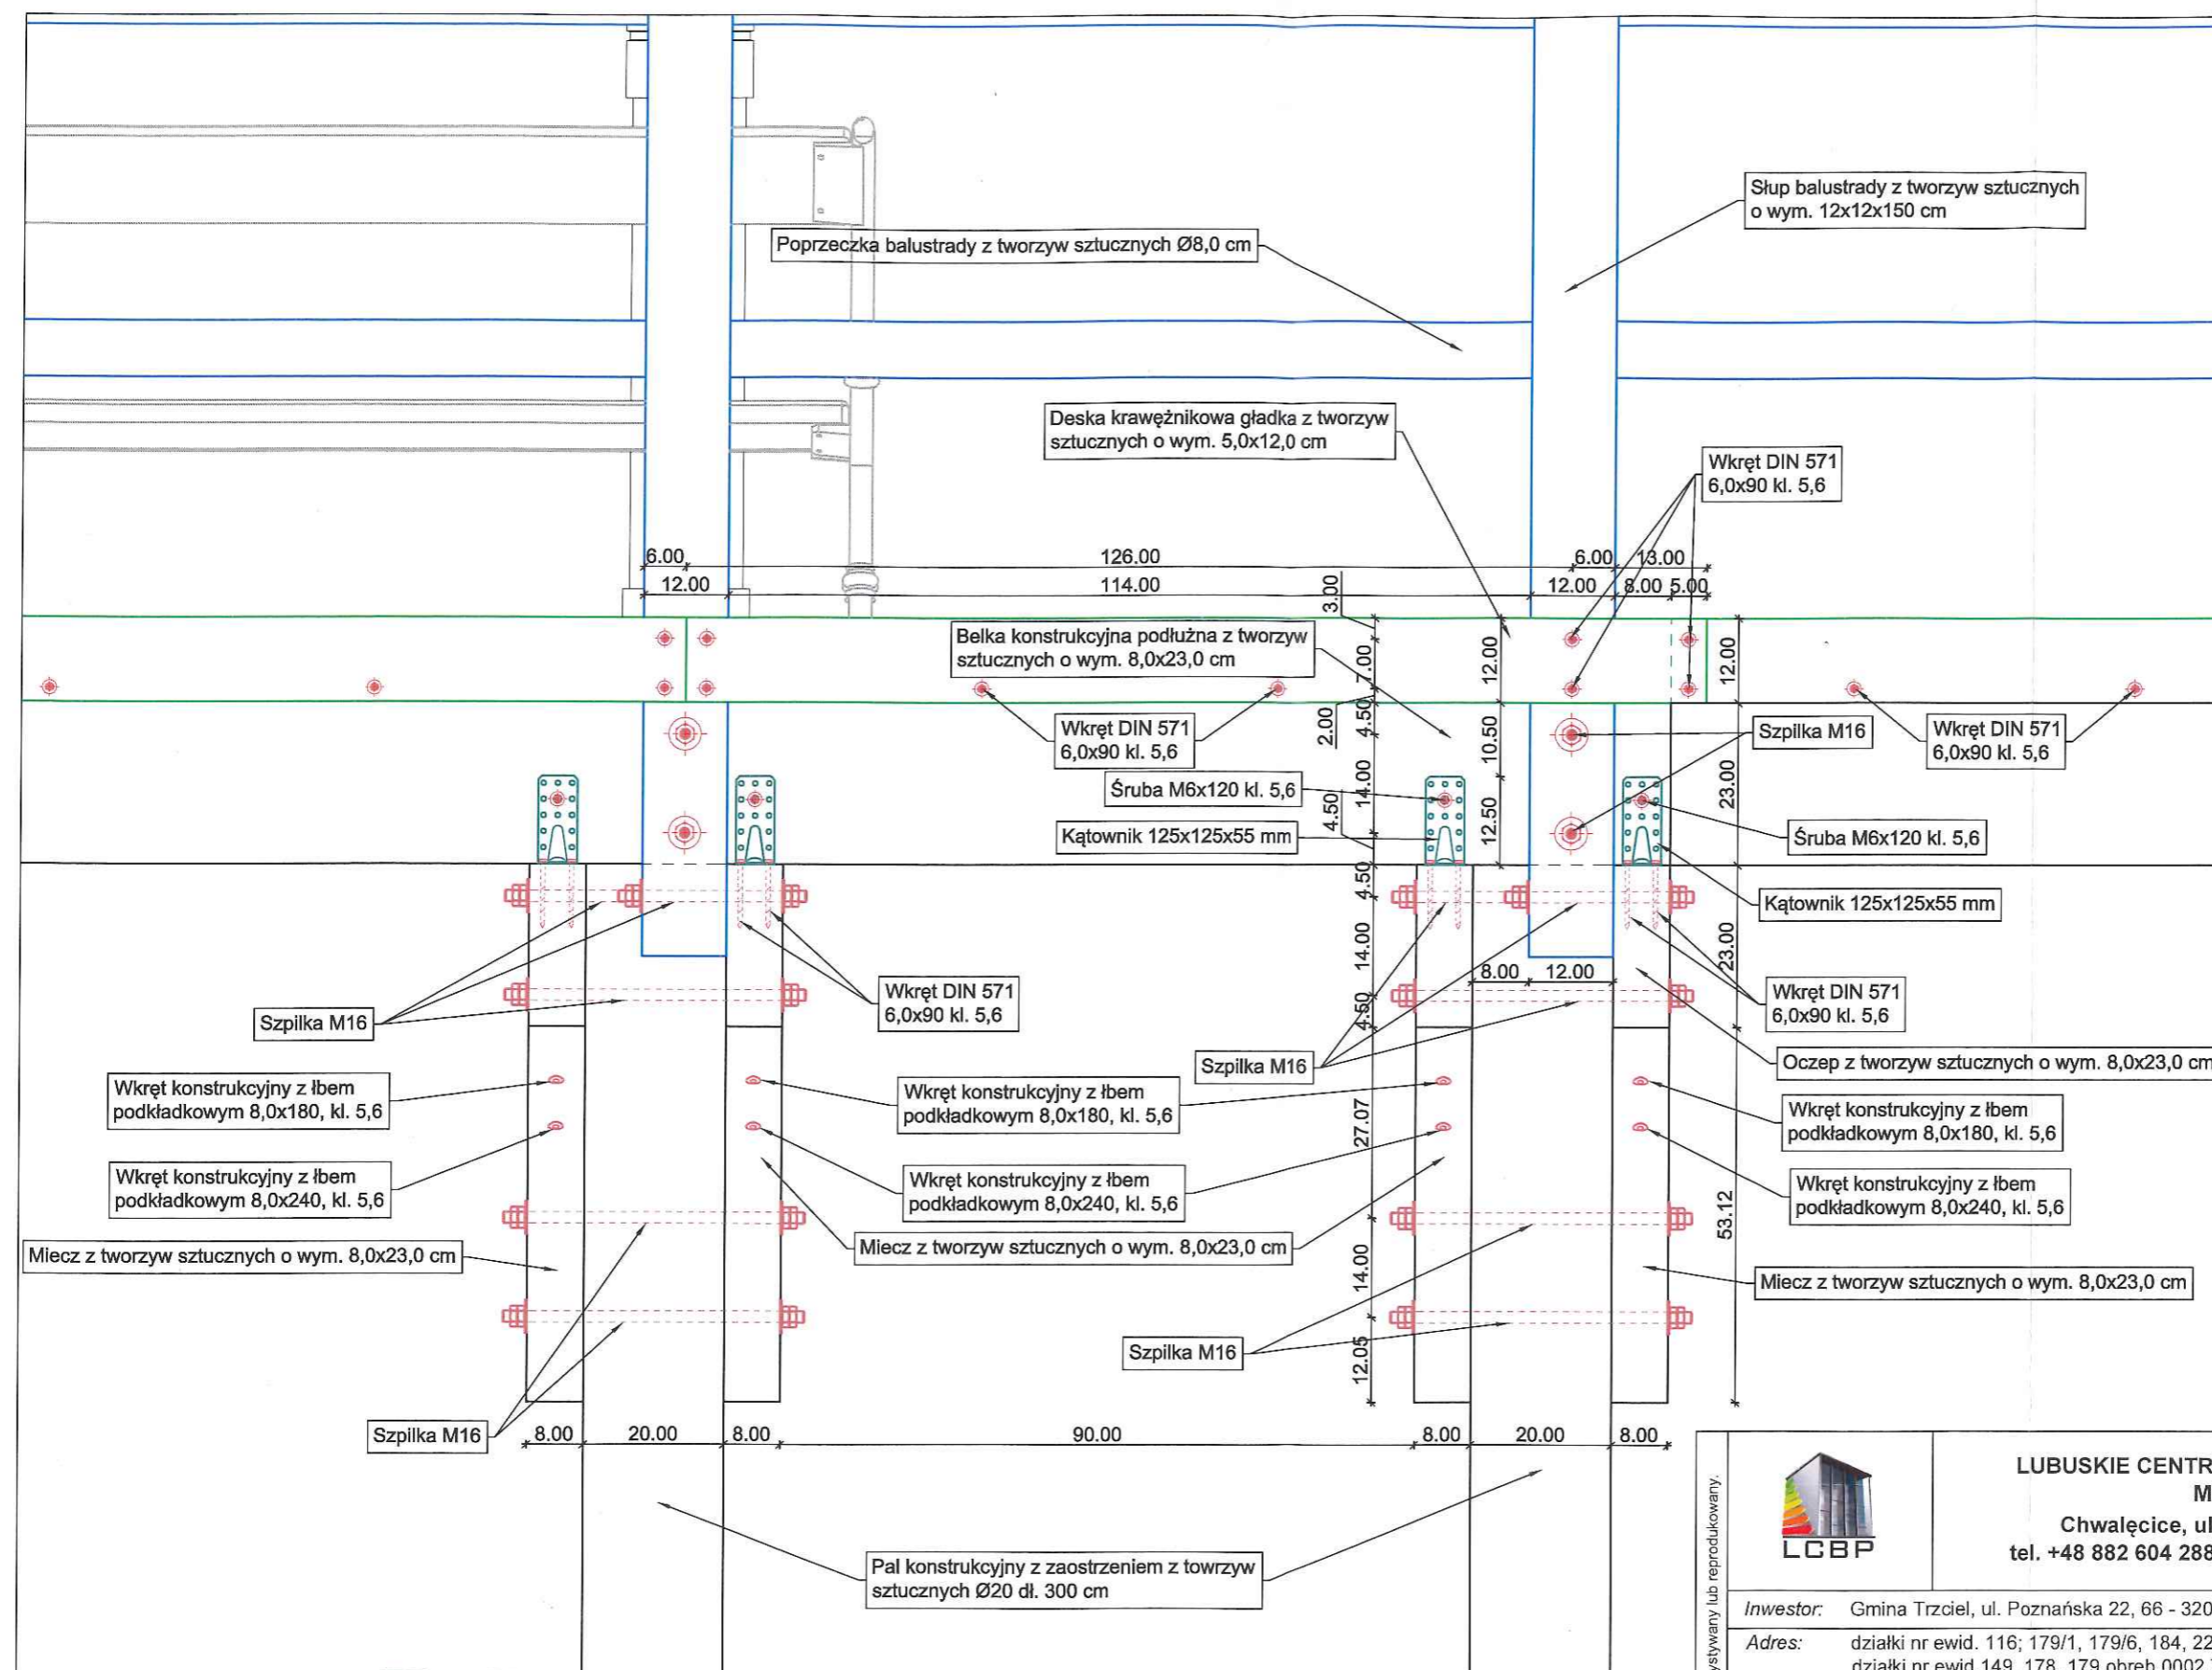 Słup balustrady z tworzyw sztucznych
o wym. 12x12x150 cm
Poprzeczka balustrady z tworzyw sztucznych Ø8,0 cm
Deska krawężnikowa gładka z tworzyw
sztucznych o wym. 5,0x12,0 cm
Wkręt DIN 571
6,0x90 kl. 5,6
6.00
126.00
6.00
13.00
12.00
114.00
12.00
8.00
5.00
3.00
Belka konstrukcyjna podłużna z tworzyw
sztucznych o wym. 8,0x23,0 cm
7.00
12.00
12.00
2.00
4.50
10.50
Wkręt DIN 571
6,0x90 kl. 5,6
Szpilka M16
Wkręt DIN 571
6,0x90 kl. 5,6
Śruba M6x120 kl. 5,6
14.00
23.00
Kątownik 125x125x55 mm
4.50
12.50
Śruba M6x120 kl. 5,6
4.50
Kątownik 125x125x55 mm
14.00
23.00
8.00
12.00
Wkręt DIN 571
6,0x90 kl. 5,6
Wkręt DIN 571
6,0x90 kl. 5,6
4.50
Szpilka M16
Szpilka M16
Oczep z tworzyw sztucznych o wym. 8,0x23,0 cm
Wkręt konstrukcyjny z łbem
podkładkowym 8,0x180, kl. 5,6
Wkręt konstrukcyjny z łbem
podkładkowym 8,0x180, kl. 5,6
Wkręt konstrukcyjny z łbem
podkładkowym 8,0x180, kl. 5,6
27.07
Wkręt konstrukcyjny z łbem
podkładkowym 8,0x240, kl. 5,6
Wkręt konstrukcyjny z łbem
podkładkowym 8,0x240, kl. 5,6
Wkręt konstrukcyjny z łbem
podkładkowym 8,0x240, kl. 5,6
53.12
Miecz z tworzyw sztucznych o wym. 8,0x23,0 cm
Miecz z tworzyw sztucznych o wym. 8,0x23,0 cm
14.00
Miecz z tworzyw sztucznych o wym. 8,0x23,0 cm
Szpilka M16
12.05
Szpilka M16
8.00
20.00
8.00
90.00
8.00
20.00
8.00
Pal konstrukcyjny z zaostrzeniem z towrzyw
sztucznych Ø20 dł. 300 cm
ystywany lub reprodukowany.
LCBP
LUBUSKIE CENTR
M
Chwalęcice, ul
tel. +48 882 604 288
Inwestor: Gmina Trzciel, ul. Poznańska 22, 66 - 320
Adres: działki nr ewid. 116; 179/1, 179/6, 184, 22
działki nr ewid 149, 178, 179 obręb 0002